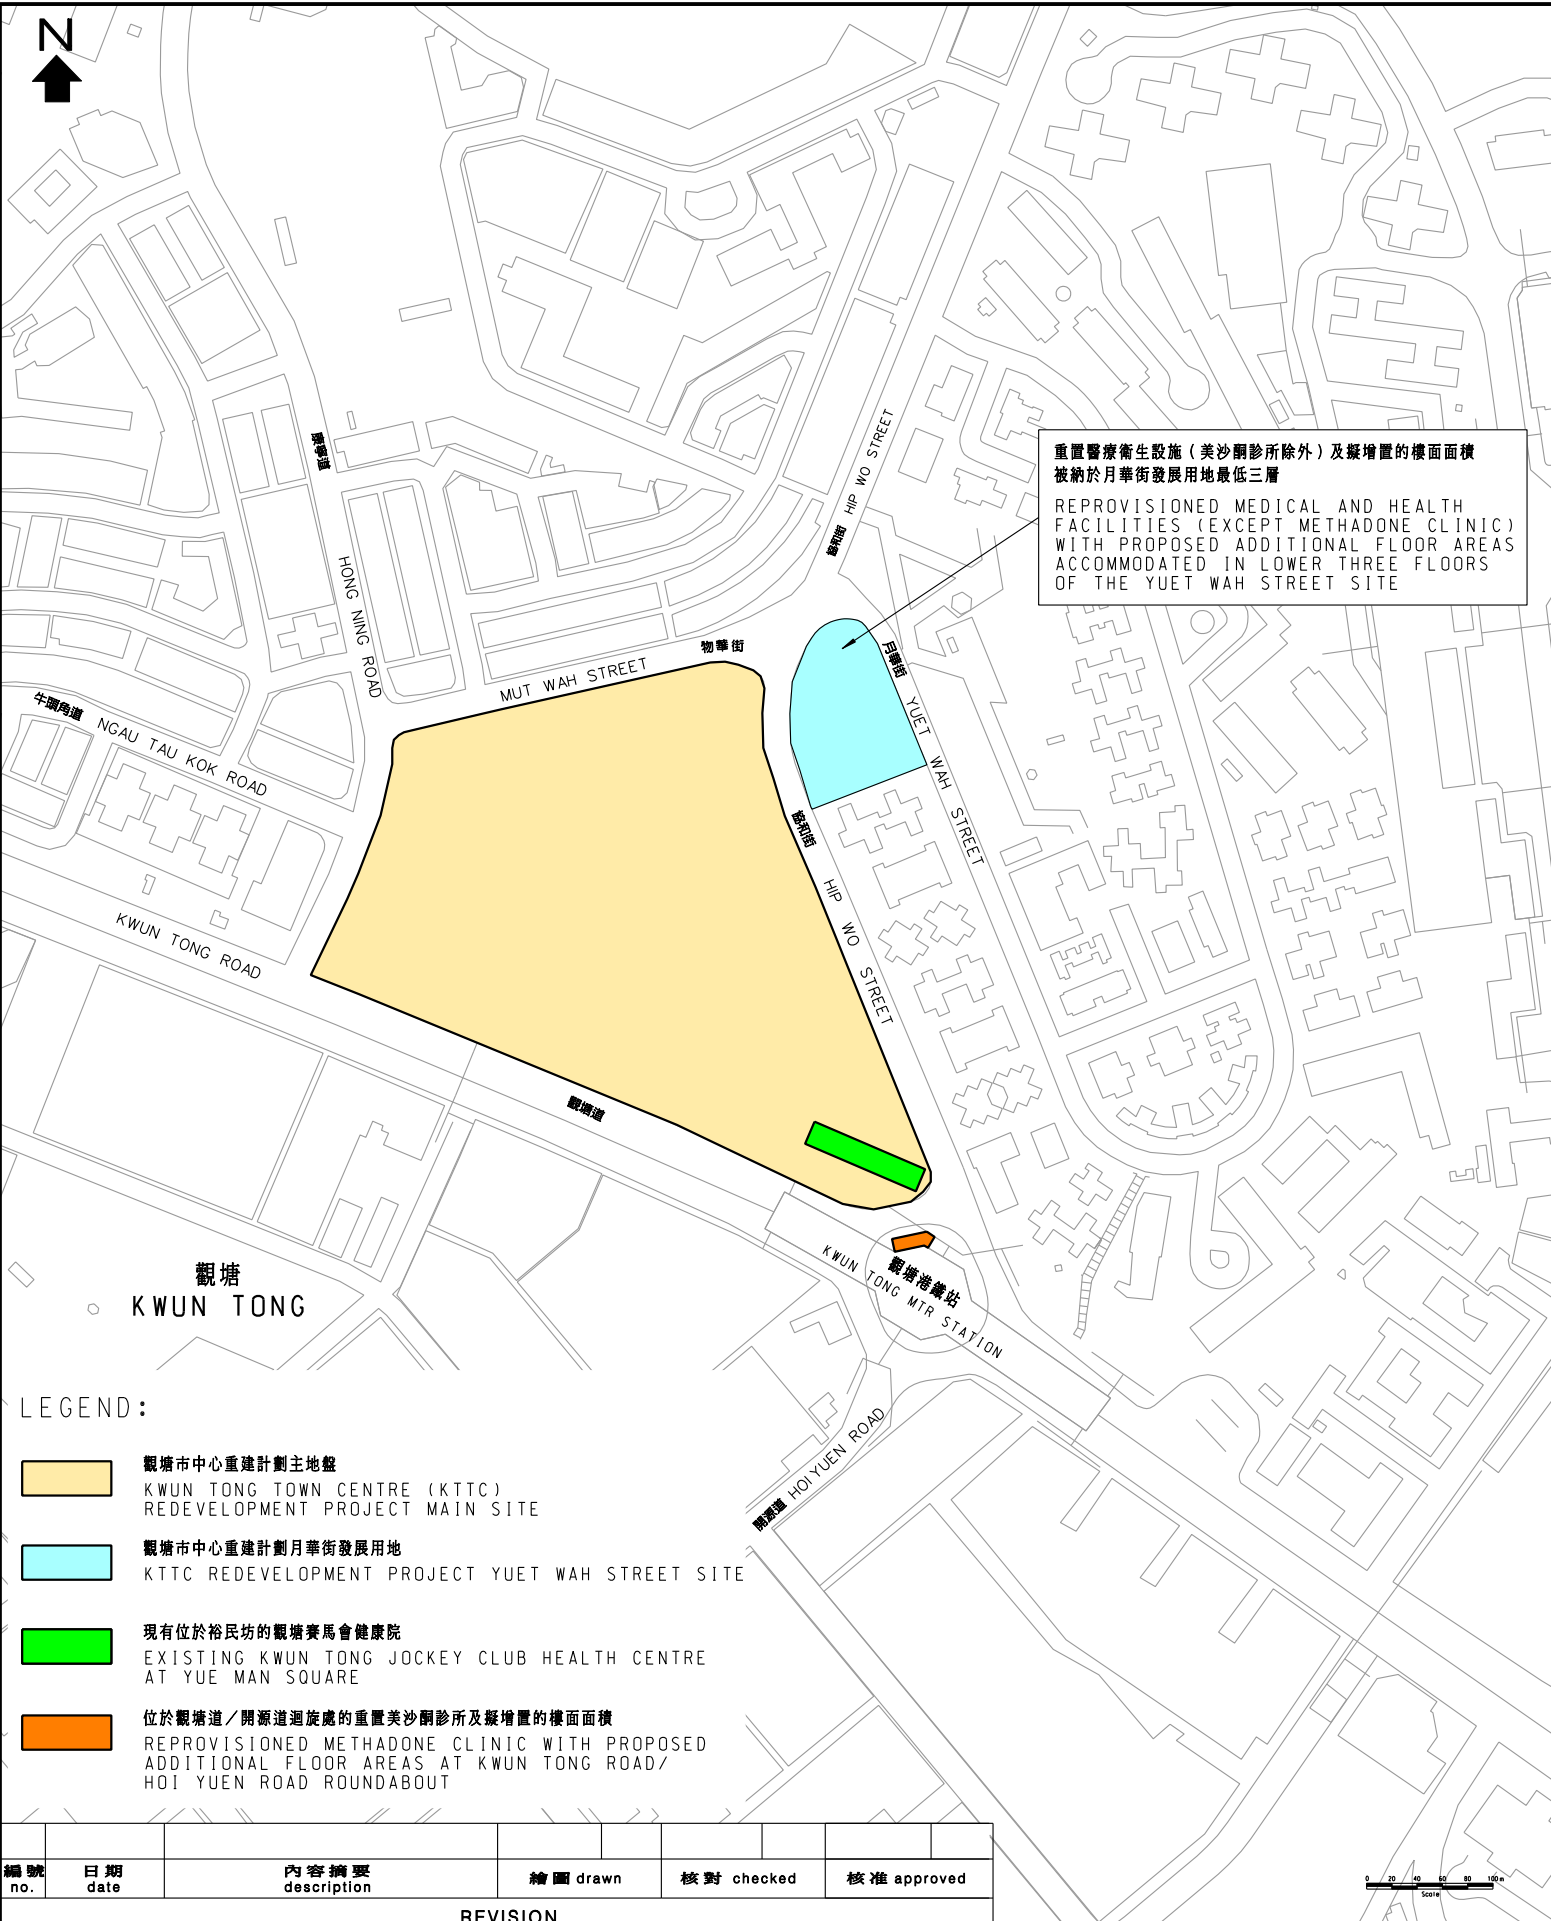 N
康寧道
HONG NING ROAD
協和街 HIP WO STREET
重置醫療衞生設施（美沙酮診所除外）及擬增置的樓面面積
被納於月華街發展用地最低三層
REPROVISIONED MEDICAL AND HEALTH
FACILITIES (EXCEPT METHADONE CLINIC)
WITH PROPOSED ADDITIONAL FLOOR AREAS
ACCOMMODATED IN LOWER THREE FLOORS
OF THE YUET WAH STREET SITE
物華街
MUT WAH STREET
月華街 YUET WAH STREET
牛頭角道 NGAU TAU KOK ROAD
協和街 HIP WO STREET
KWUN TONG ROAD
觀塘道
觀塘港鐵站
KWUN TONG MTR STATION
觀塘
KWUN TONG
開源道 HOI YUEN ROAD
LEGEND:
觀塘市中心重建計劃主地盤
KWUN TONG TOWN CENTRE (KTTC)
REDEVELOPMENT PROJECT MAIN SITE
觀塘市中心重建計劃月華街發展用地
KTTC REDEVELOPMENT PROJECT YUET WAH STREET SITE
現有位於裕民坊的觀塘賽馬會健康院
EXISTING KWUN TONG JOCKEY CLUB HEALTH CENTRE
AT YUE MAN SQUARE
位於觀塘道／開源道迴旋處的重置美沙酮診所及擬增置的樓面面積
REPROVISIONED METHADONE CLINIC WITH PROPOSED
ADDITIONAL FLOOR AREAS AT KWUN TONG ROAD/
HOI YUEN ROAD ROUNDABOUT
編號 日期 內容摘要 繪圖 drawn 核對 checked 核准 approved
no. date description
REVISION
0 20 40 60 80 100m
Scale